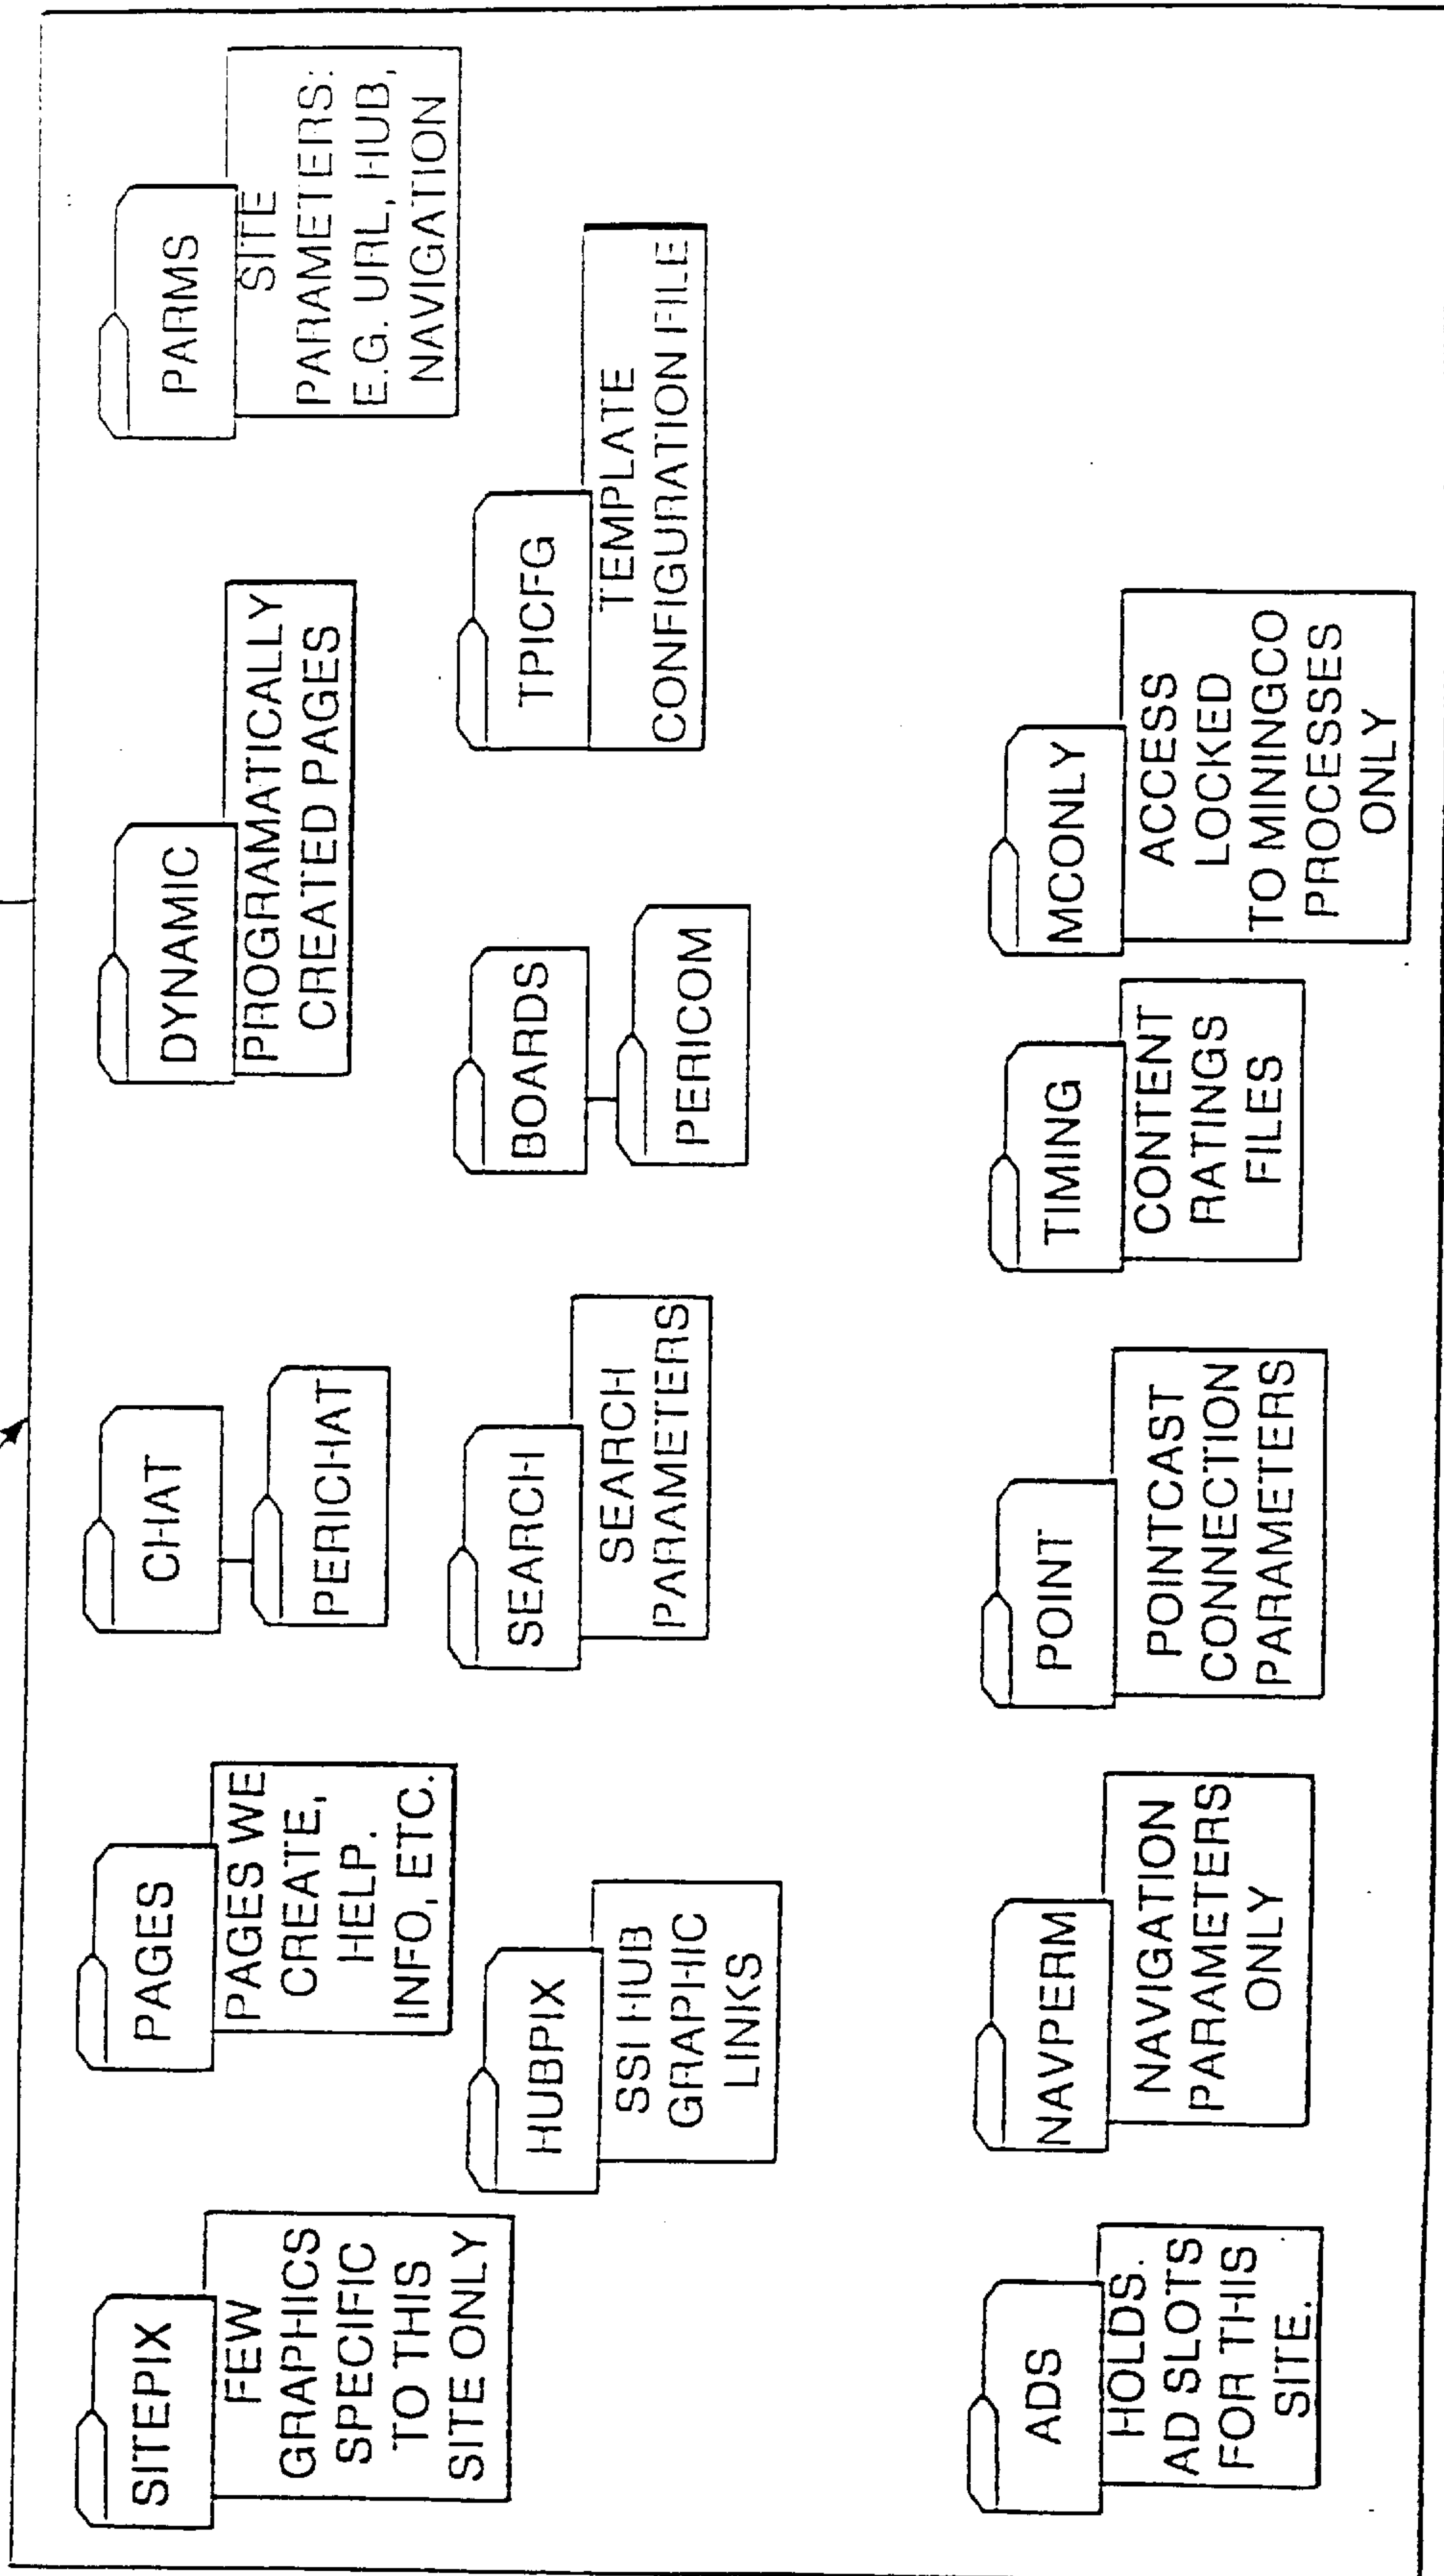 SITEPIX
FEW
GRAPHICS
SPECIFIC
TO THIS
SITE ONLY
PAGES
PAGES WE
CREATE,
HELP.
INFO, ETC.
CHAT
PERICHAT
DYNAMIC
PROGRAMATICALLY
CREATED PAGES
PARMS
SITE
PARAMETERS:
E.G. URL, HUB,
NAVIGATION
HUBPIX
SSI HUB
GRAPHIC
LINKS
SEARCH
SEARCH
PARAMETERS
BOARDS
PERICOM
TPICFG
TEMPLATE
CONFIGURATION FILE
ADS
HOLDS.
AD SLOTS
FOR THIS
SITE.
NAVPERM
NAVIGATION
PARAMETERS
ONLY
POINT
POINTCAST
CONNECTION
PARAMETERS
TIMING
CONTENT
RATINGS
FILES
MCONLY
ACCESS
LOCKED
TO MININGCO
PROCESSES
ONLY